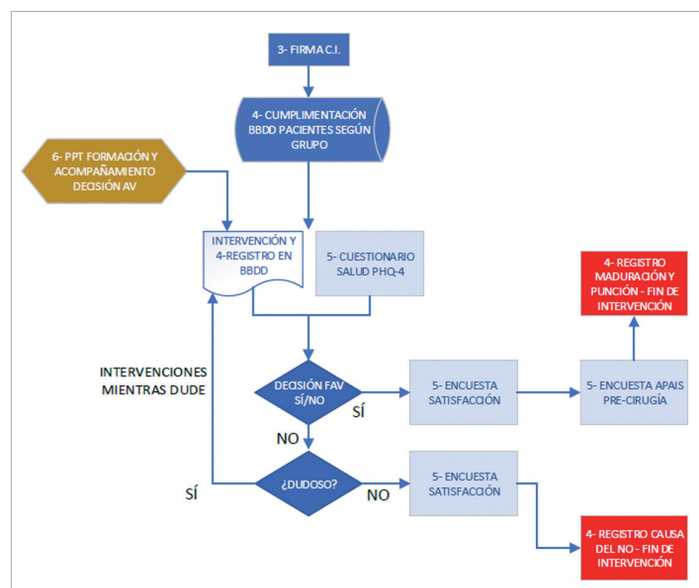 3- FIRMA C.I.
4- CUMPLIMENTACIÓN
BBDD PACIENTES SEGÚN
GRUPO
6- PPT FORMACIÓN Y
ACOMPAÑAMIENTO
DECISIÓN AV
INTERVENCIÓN Y
4-REGISTRO EN
BBDD
5- CUESTIONARIO
SALUD PHQ-4
4- REGISTRO
MADURACIÓN Y
PUNCIÓN - FIN DE
INTERVENCIÓN
INTERVENCIONES
MIENTRAS DUDE
DECISIÓN FAV
SÍ/NO
SÍ
5- ENCUESTA
SATISFACCIÓN
5- ENCUESTA APAIS
PRE-CIRUGÍA
NO
SÍ
¿DUDOSO?
NO
5- ENCUESTA
SATISFACCIÓN
4- REGISTRO CAUSA
DEL NO - FIN DE
INTERVENCIÓN